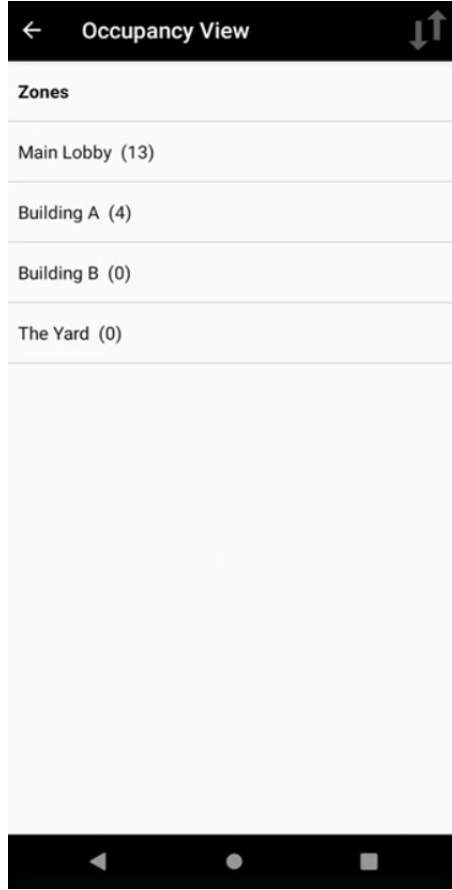 Occupancy View
Zones
Main Lobby (13)
Building A (4)
Building B (0)
The Yard (0)